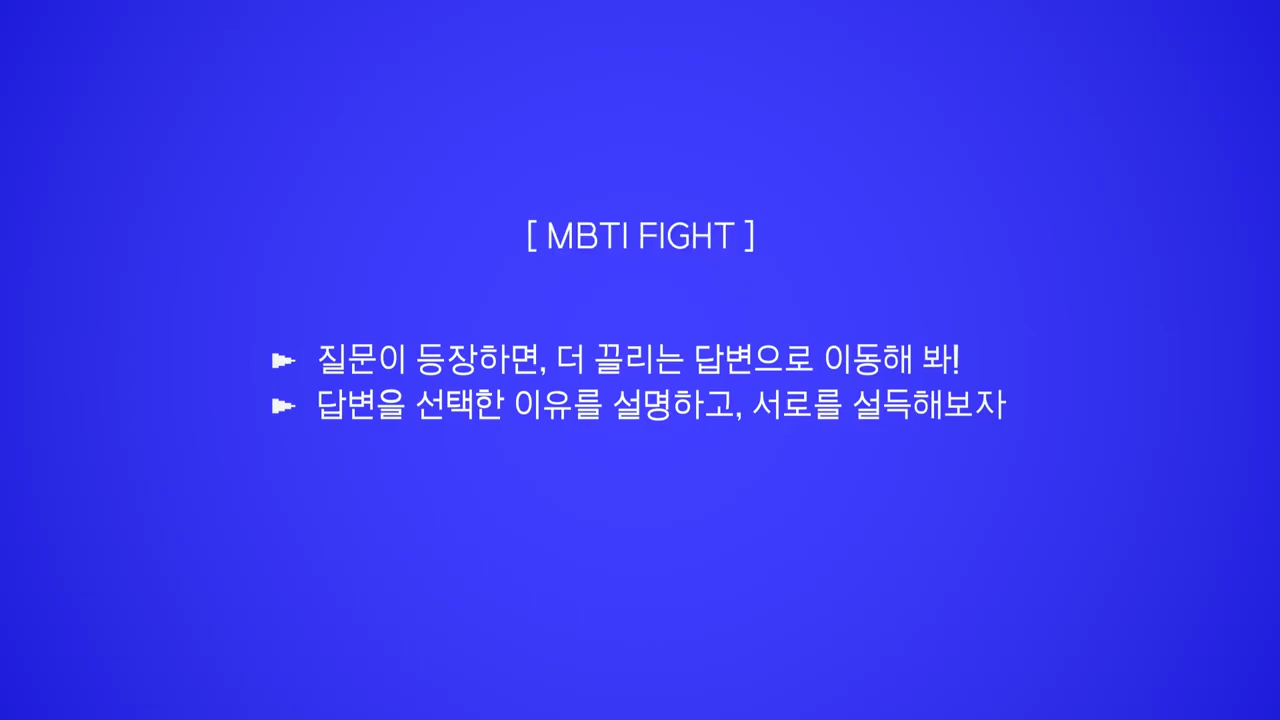 [ MBTI FIGHT ]
질문이 등장하면, 더 끌리는 답변으로 이동해 봐!
답변을 선택한 이유를 설명하고, 서로를 설득해보자